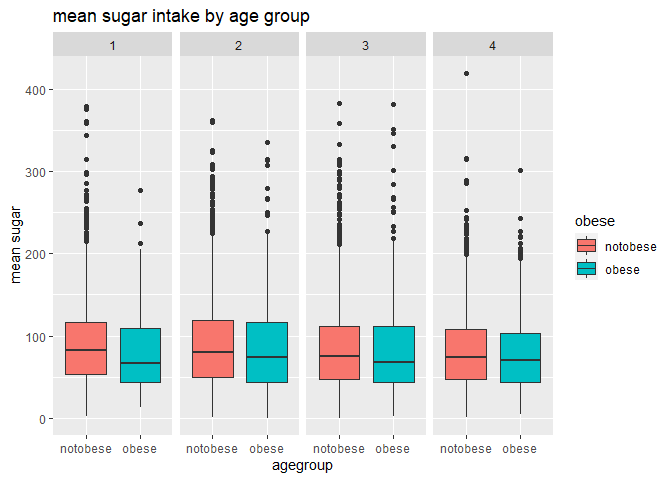 mean sugar intake by age group
1 2 3 4
400
300
200
100
0
mean sugar
notobese obese notobese obese notobese obese notobese obese
agegroup
obese
notobese
obese